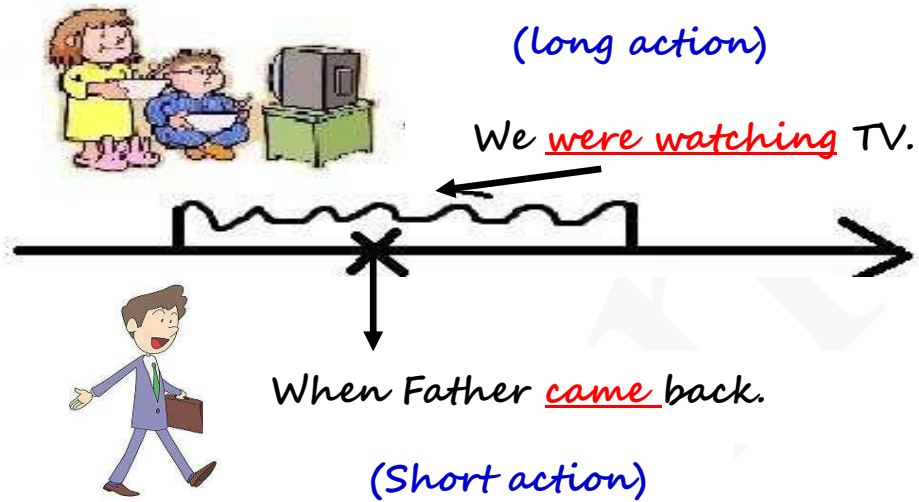 (long action)
We were watching TV.
When Father came back.
(Short action)